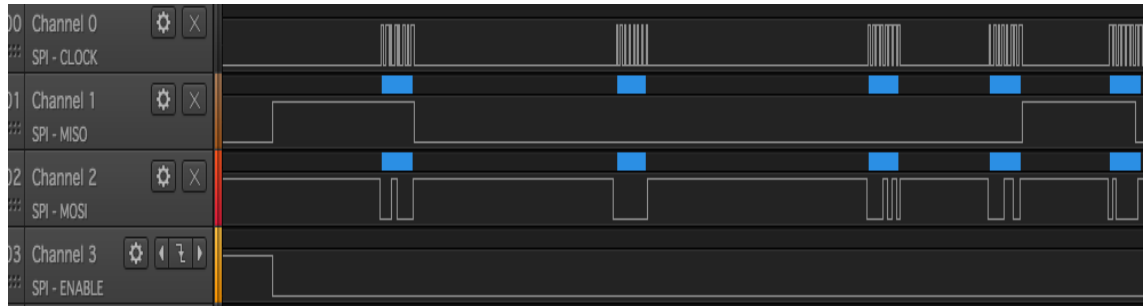 00 Channel 0
SPI - CLOCK
01 Channel 1
SPI - MISO
02 Channel 2
SPI - MOSI
03 Channel 3
SPI - ENABLE